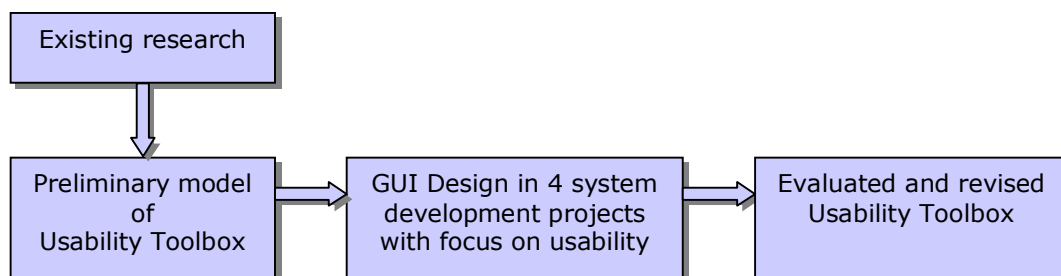 Existing research
Preliminary model
of
Usability Toolbox
GUI Design in 4 system
development projects
with focus on usability
Evaluated and revised
Usability Toolbox